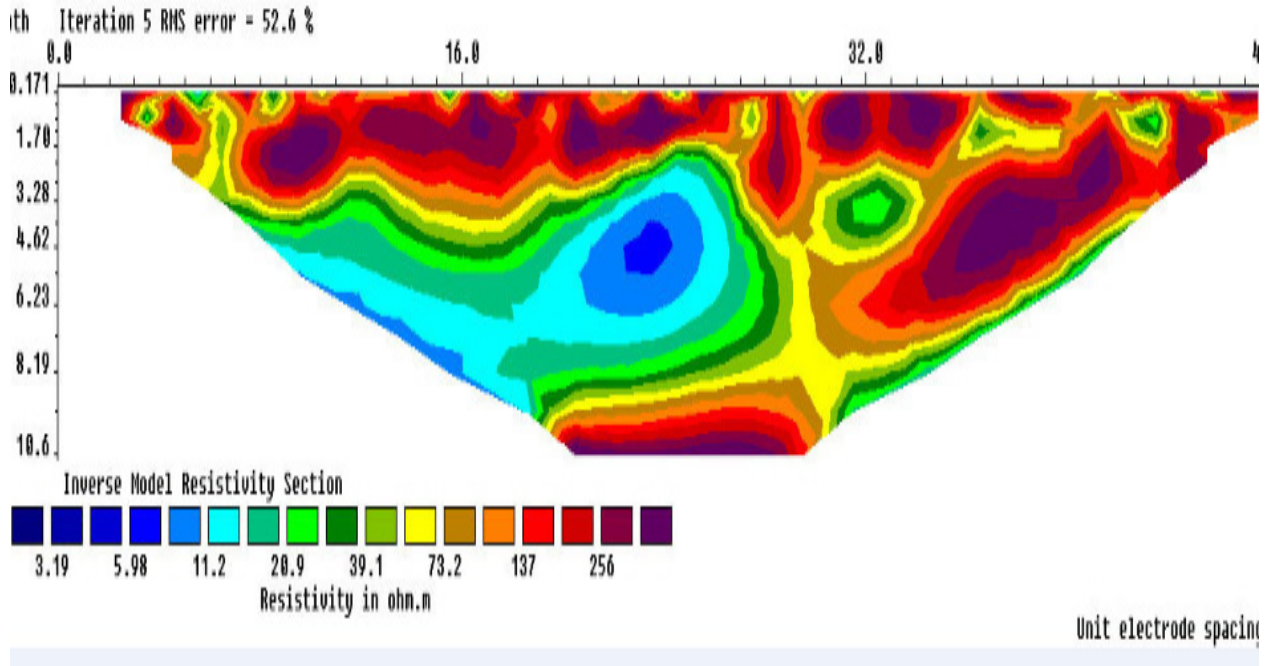 th Iteration 5 RMS error = 52.6 %
0.0 16.0 32.0 4
0.171
1.70
3.28
4.62
6.23
8.19
10.6
Inverse Model Resistivity Section
3.19 5.98 11.2 20.9 39.1 73.2 137 256
Resistivity in ohm.m
Unit electrode spacing